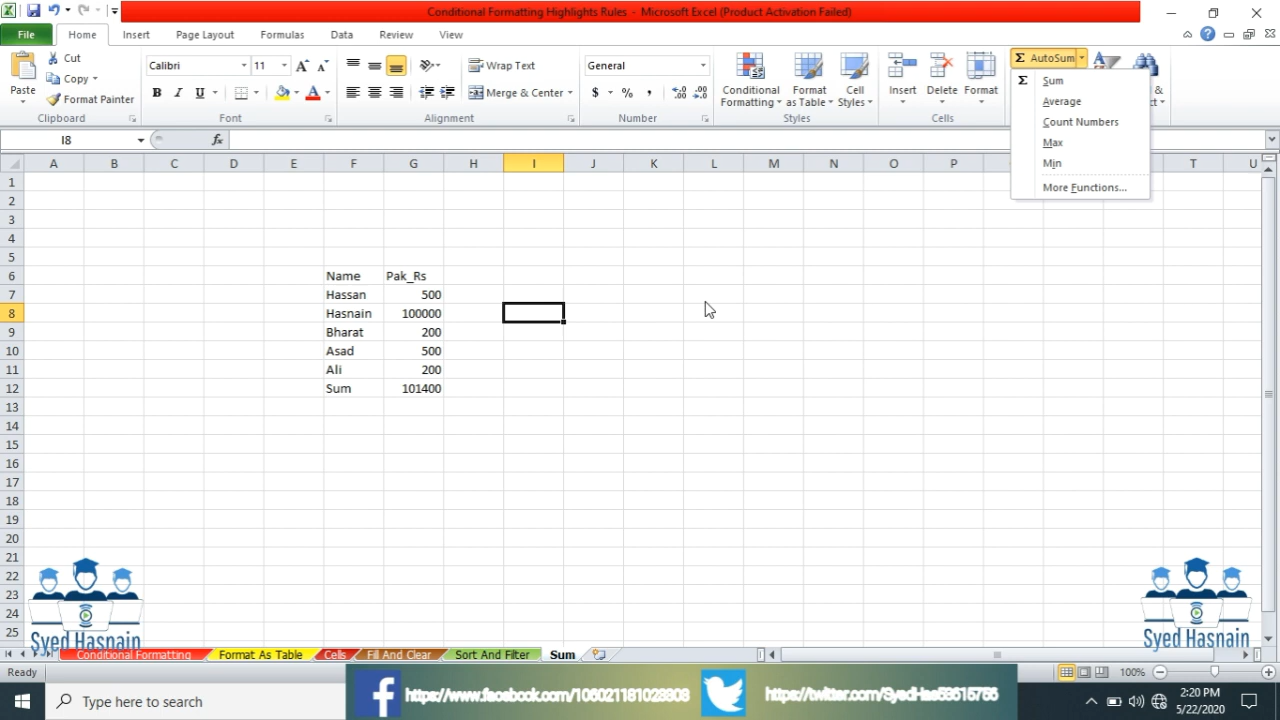 Conditional Formatting Highlights Rules - Microsoft Excel (Product Activation Failed)
File Home Insert Page Layout Formulas Data Review View
Cut
Copy
Format Painter
Paste
Clipboard
Calibri 11
B I U
Font
Wrap Text
Merge & Center
Alignment
General
$ % ,
Number
Conditional Formatting
Format as Table
Cell Styles
Styles
Insert Delete Format
Cells
Σ AutoSum
Σ Sum
Average
Count Numbers
Max
Min
More Functions...
I8 fx
A B C D E F G H I J K L M N O P T U
1
2
3
4
5
6 Name Pak_Rs
7 Hassan 500
8 Hasnain 100000
9 Bharat 200
10 Asad 500
11 Ali 200
12 Sum 101400
13
14
15
16
17
18
19
20
21
22
23
24
25
Syed Hasnain Syed Hasnain
Conditional Formatting Format As Table Cells Fill And Clear Sort And Filter Sum
Ready 100%
Type here to search
https://www.facebook.com/106021181023808
2:20 PM
5/22/2020